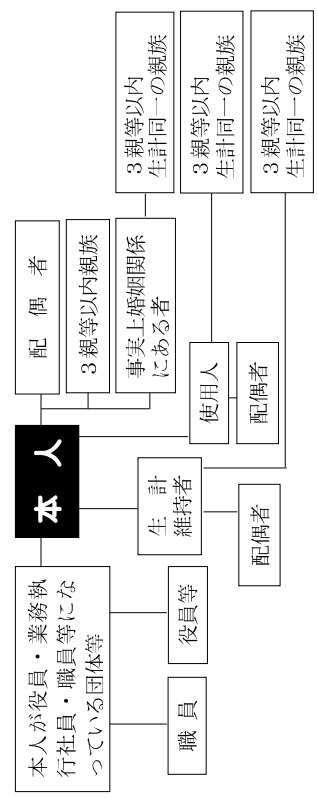 本人
配偶者
3親等以内親族
事実上婚姻関係
にある者
3親等以内
生計同一の親族
使用人
配偶者
3親等以内
生計同一の親族
生計
維持者
配偶者
3親等以内
生計同一の親族
本人が役員・業務執
行社員・職員等にな
っている団体等
役員等
職員